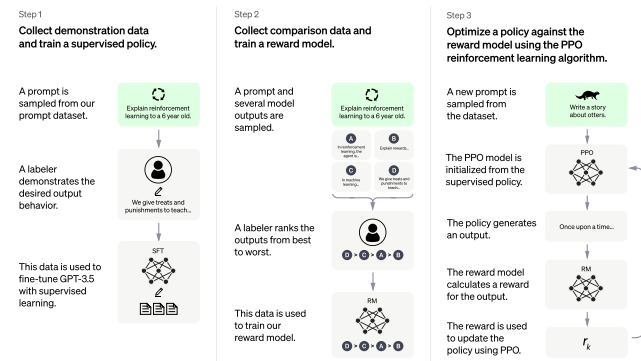 Step 1
Collect demonstration data
and train a supervised policy.
A prompt is
sampled from our
prompt dataset.
Explain reinforcement
learning to a 6 year old.
A labeler
demonstrates the
desired output
behavior.
We give treats and
punishments to teach...
SFT
This data is used to
fine-tune GPT-3.5
with supervised
learning.
Step 2
Collect comparison data and
train a reward model.
A prompt and
several model
outputs are
sampled.
Explain reinforcement
learning to a 6 year old.
A
In reinforcement
learning, the
agent is...
B
Explain rewards...
C
In machine
learning...
D
We give treats and
punishments to
teach...
A labeler ranks the
outputs from best
to worst.
D > C > A > B
RM
This data is used
to train our
reward model.
D > C > A > B
Step 3
Optimize a policy against the
reward model using the PPO
reinforcement learning algorithm.
A new prompt is
sampled from
the dataset.
Write a story
about otters.
PPO
The PPO model is
initialized from the
supervised policy.
The policy generates
an output.
Once upon a time...
RM
The reward model
calculates a reward
for the output.
The reward is used
to update the
policy using PPO.
rk